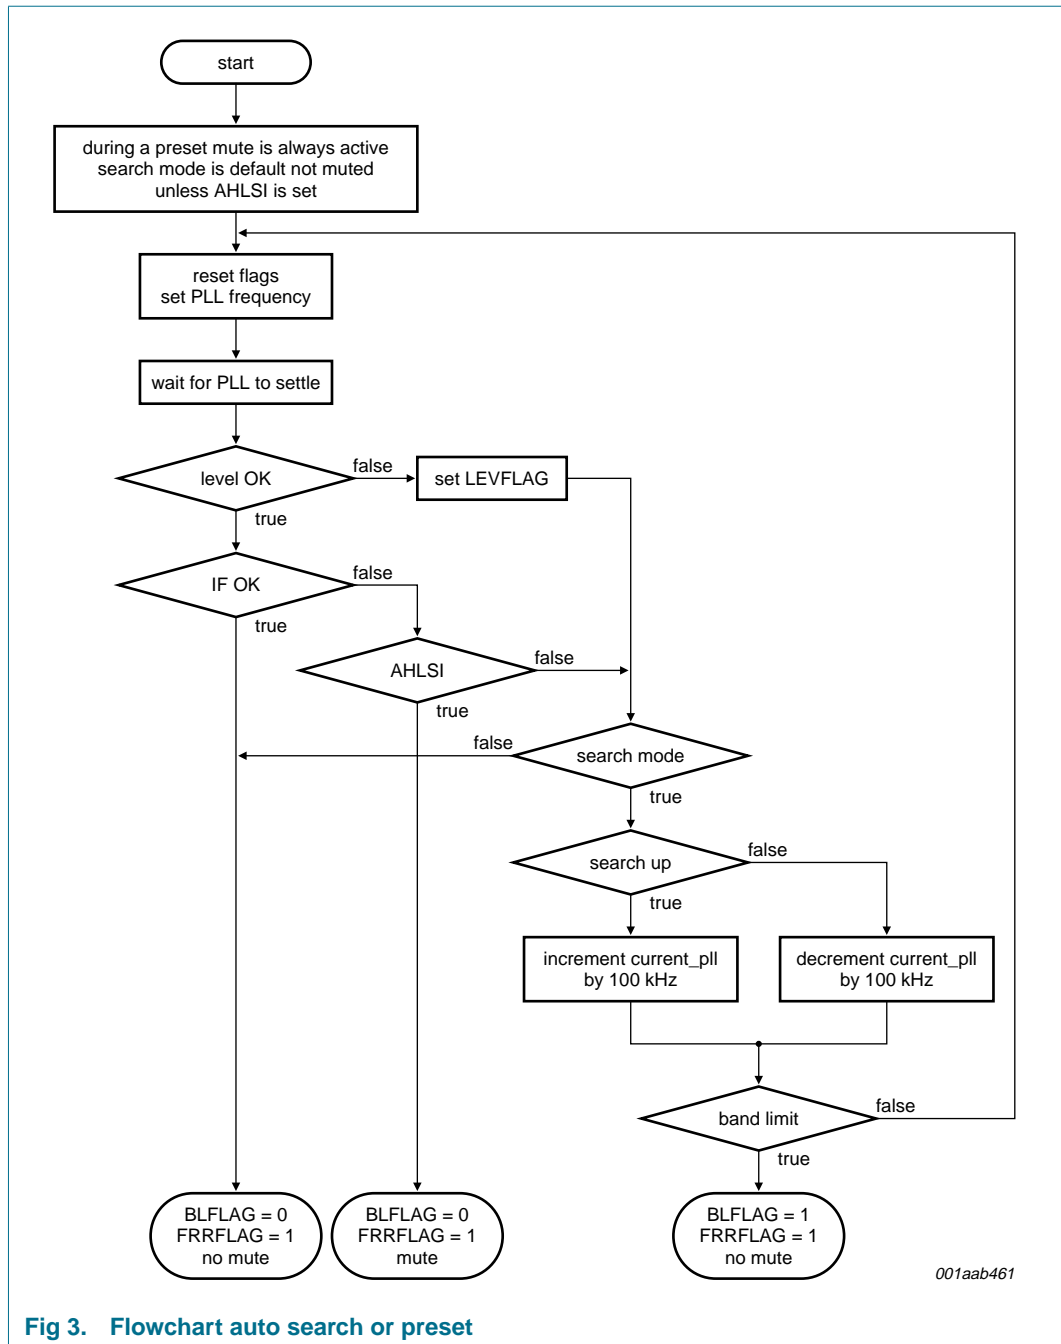 start
during a preset mute is always active
search mode is default not muted
unless AHLSI is set
reset flags
set PLL frequency
wait for PLL to settle
level OK
false
set LEVFLAG
true
IF OK
false
true
AHLSI
false
true
false
search mode
true
search up
false
true
increment current_pll
by 100 kHz
decrement current_pll
by 100 kHz
band limit
false
true
BLFLAG = 0
FRRFLAG = 1
no mute
BLFLAG = 0
FRRFLAG = 1
mute
BLFLAG = 1
FRRFLAG = 1
no mute
001aab461
Fig 3. Flowchart auto search or preset